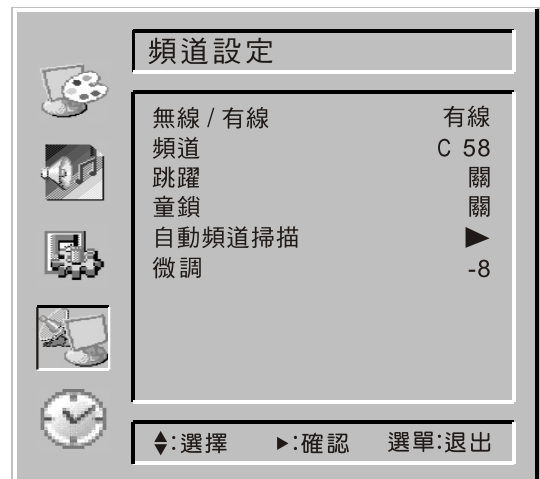 頻道設定
無線 / 有線 有線
頻道 C 58
跳躍 關
童鎖 關
自動頻道掃描 ▶
微調 -8
▲▼:選擇 ▶:確認 選單:退出